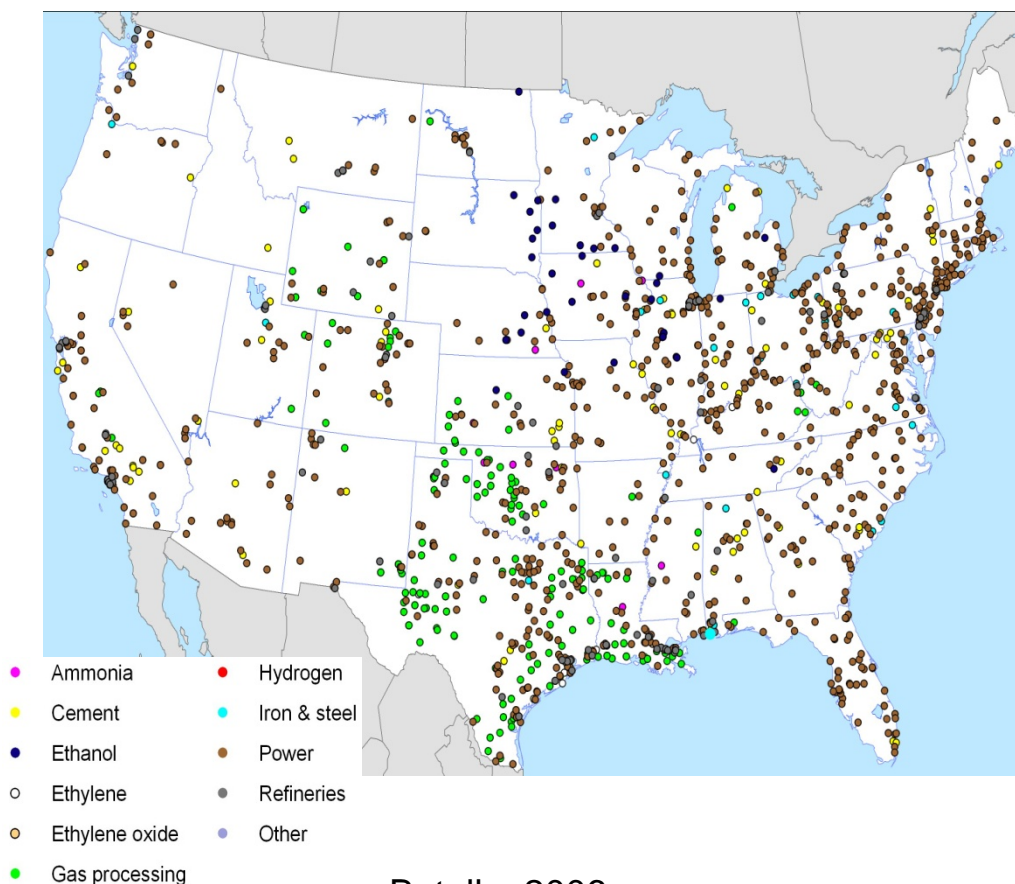 Ammonia
Cement
Ethanol
Ethylene
Ethylene oxide
Gas processing
Hydrogen
Iron & steel
Power
Refineries
Other